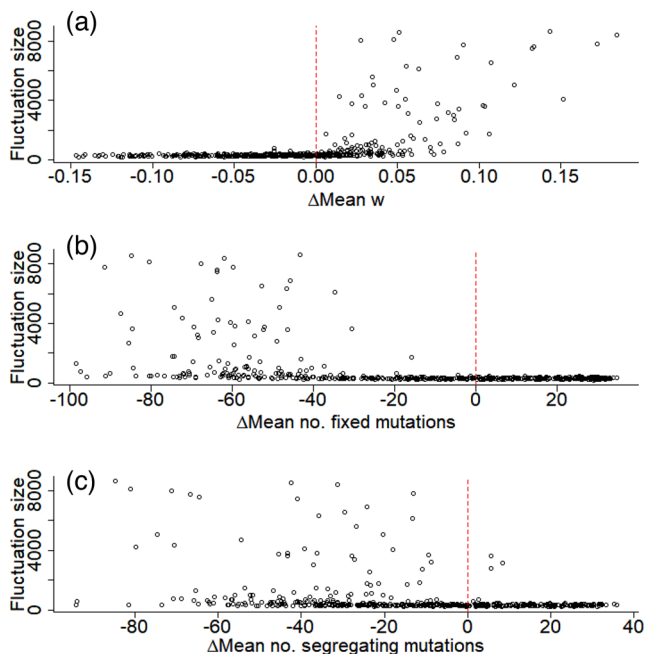 (a)
Fluctuation size
0 4000 8000
-0.15 -0.10 -0.05 0.00 0.05 0.10 0.15
ΔMean w
(b)
Fluctuation size
0 4000 8000
-100 -80 -60 -40 -20 0 20
ΔMean no. fixed mutations
(c)
Fluctuation size
0 4000 8000
-80 -60 -40 -20 0 20 40
ΔMean no. segregating mutations